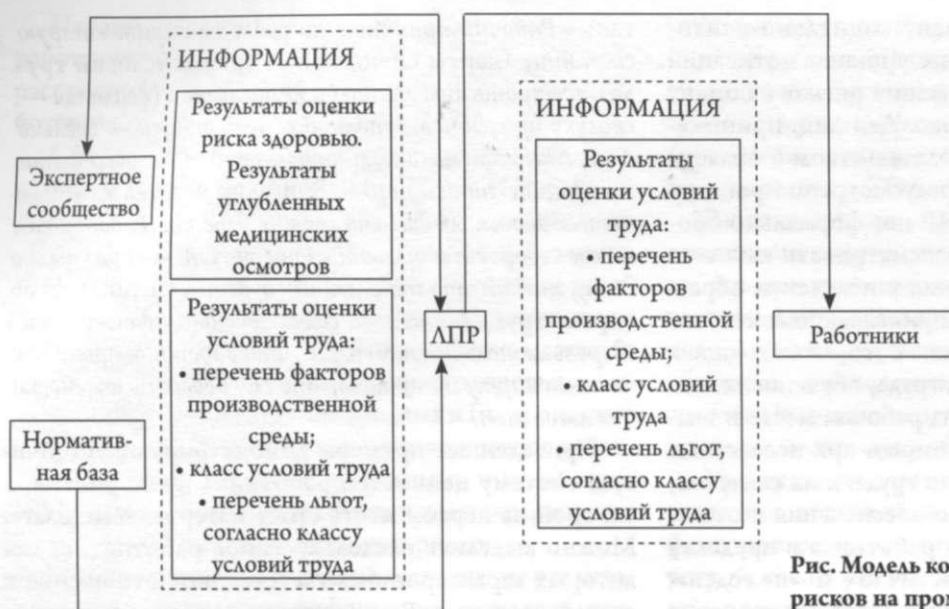 ИНФОРМАЦИЯ
Результаты оценки
риска здоровью.
Результаты
углубленных
медицинских
осмотров
Экспертное
сообщество
Результаты оценки
условий труда:
• перечень факторов
производственной
среды;
• класс условий труда
• перечень льгот,
согласно классу
условий труда
Норматив-
ная база
ЛПР
ИНФОРМАЦИЯ
Результаты
оценки условий
труда:
• перечень
факторов
производственной
среды;
• класс условий
труда
• перечень льгот,
согласно классу
условий труда
Работники
Рис. Модель ко
рисков на про